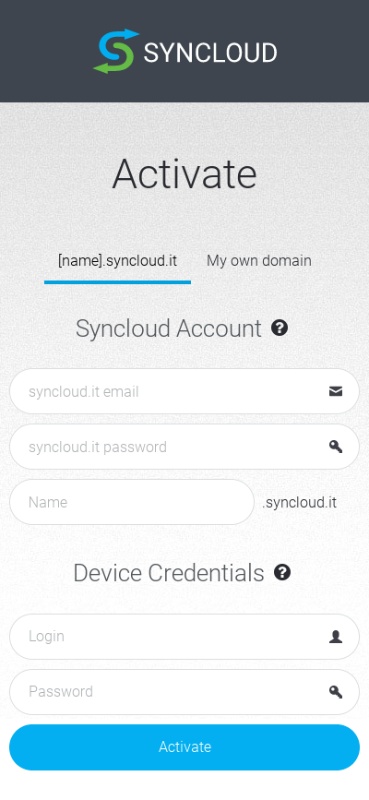 SYNCLOUD
Activate
[name].syncloud.it My own domain
Syncloud Account
syncloud.it email
syncloud.it password
Name .syncloud.it
Device Credentials
Login
Password
Activate